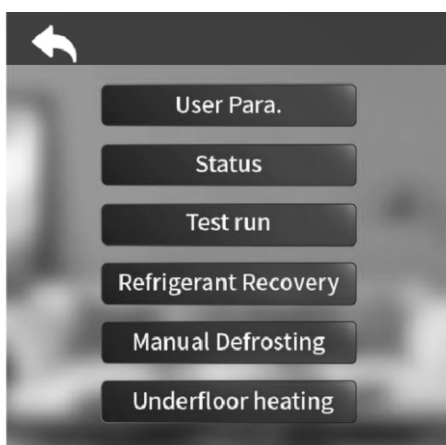 User Para.
Status
Test run
Refrigerant Recovery
Manual Defrosting
Underfloor heating